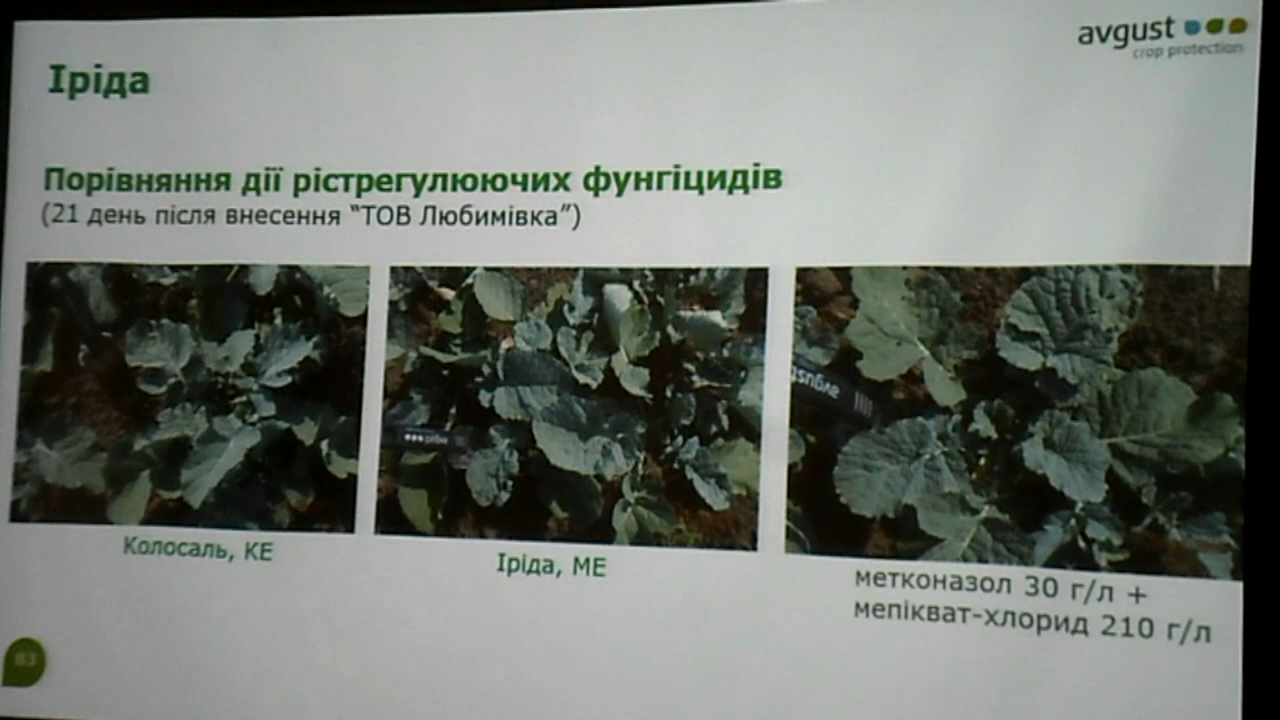 avgust
crop protection
Іріда
Порівняння дії рістрегулюючих фунгіцидів
(21 день після внесення “ТОВ Любимівка”)
avgust
Колосаль, КЕ
Іріда, МЕ
метконазол 30 г/л +
мепікват-хлорид 210 г/л